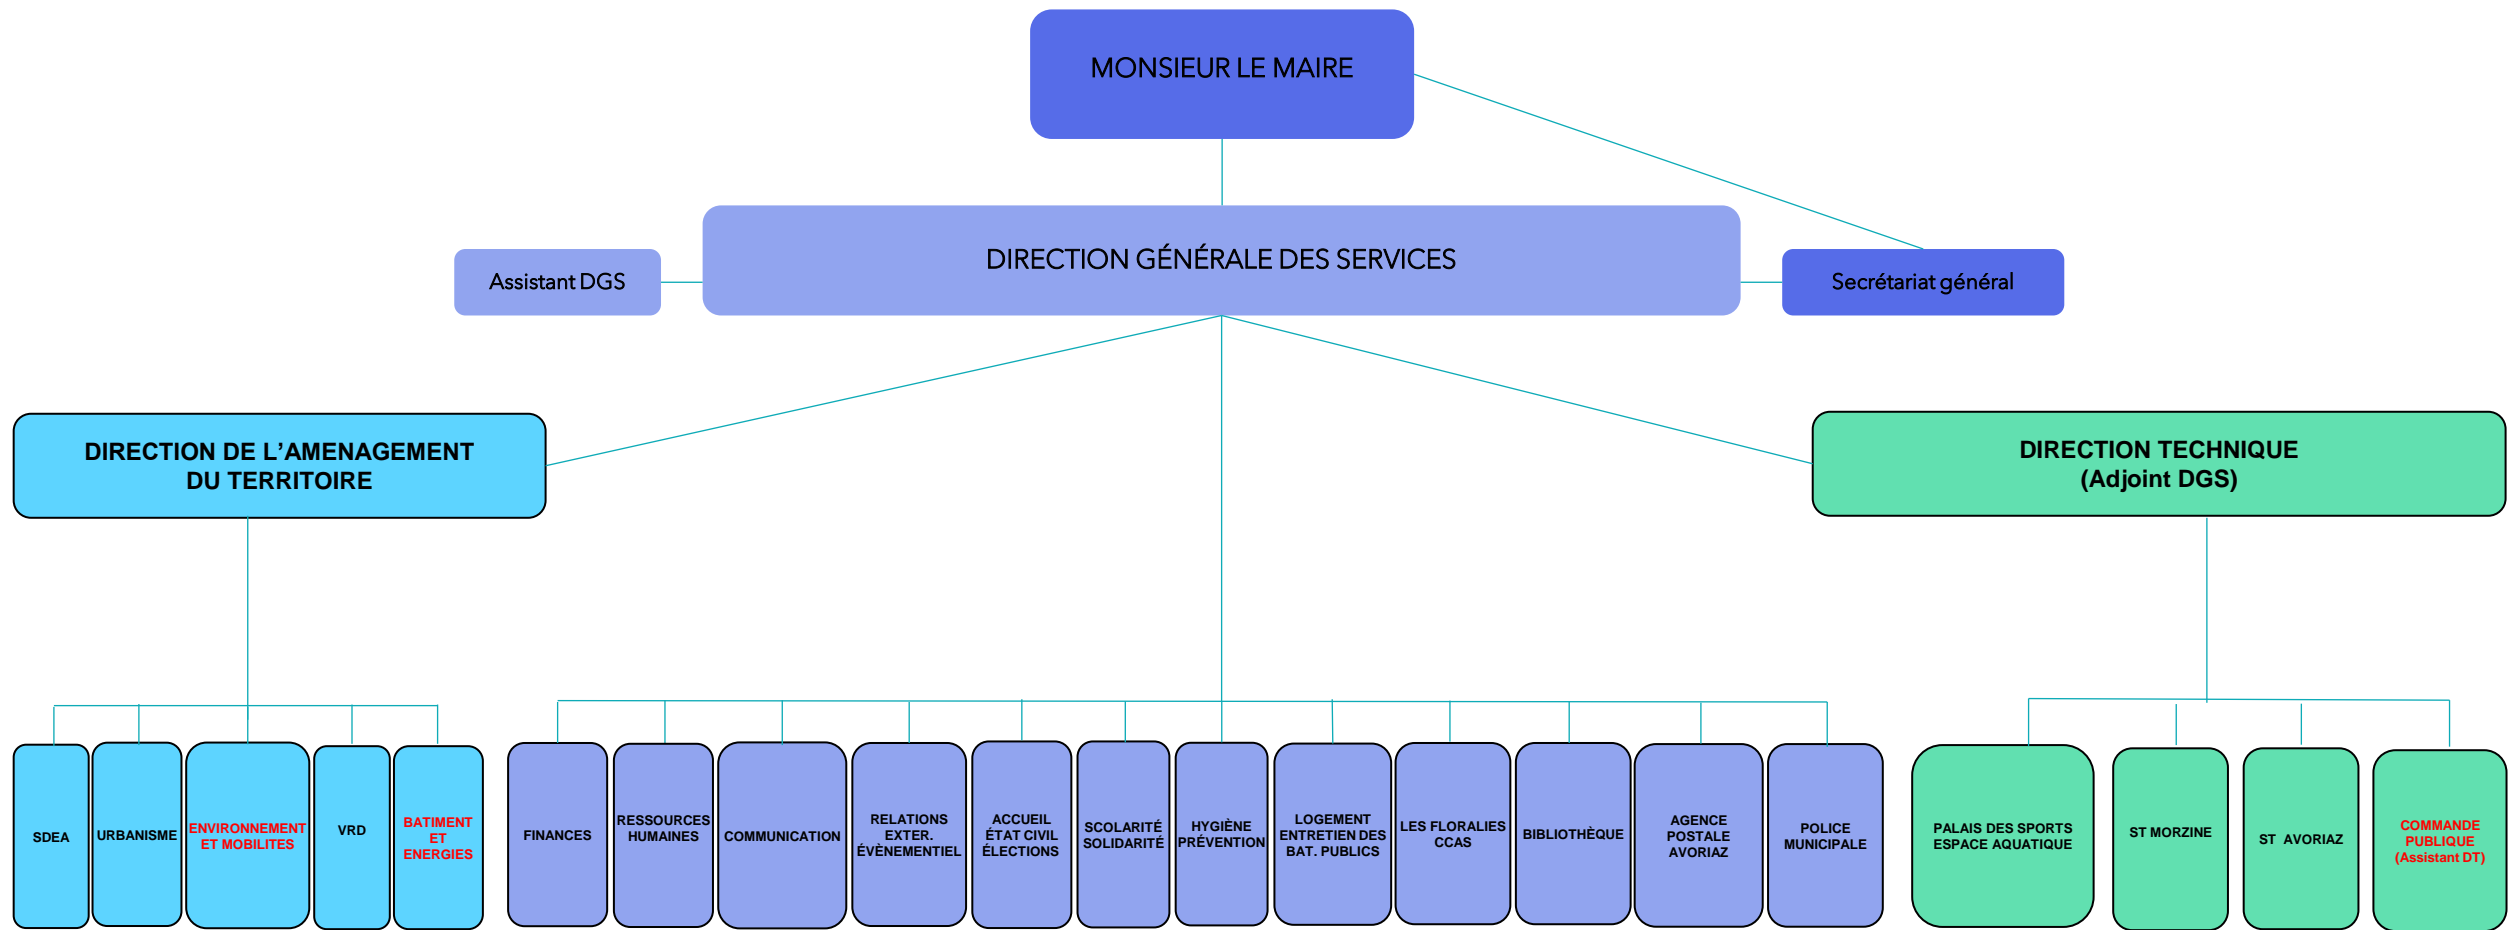 MONSIEUR LE MAIRE
DIRECTION GÉNÉRALE DES SERVICES
Assistant DGS
Secrétariat général
DIRECTION DE L’AMENAGEMENT
DU TERRITOIRE
DIRECTION TECHNIQUE
(Adjoint DGS)
SDEA
URBANISME
ENVIRONNEMENT
ET MOBILITES
VRD
BATIMENT
ET
ENERGIES
FINANCES
RESSOURCES
HUMAINES
COMMUNICATION
RELATIONS
EXTER.
ÉVÈNEMENTIEL
ACCUEIL
ÉTAT CIVIL
ÉLECTIONS
SCOLARITÉ
SOLIDARITÉ
HYGIÈNE
PRÉVENTION
LOGEMENT
ENTRETIEN DES
BAT. PUBLICS
LES FLORALIES
CCAS
BIBLIOTHÈQUE
AGENCE
POSTALE
AVORIAZ
POLICE
MUNICIPALE
PALAIS DES SPORTS
ESPACE AQUATIQUE
ST MORZINE
ST AVORIAZ
COMMANDE
PUBLIQUE
(Assistant DT)